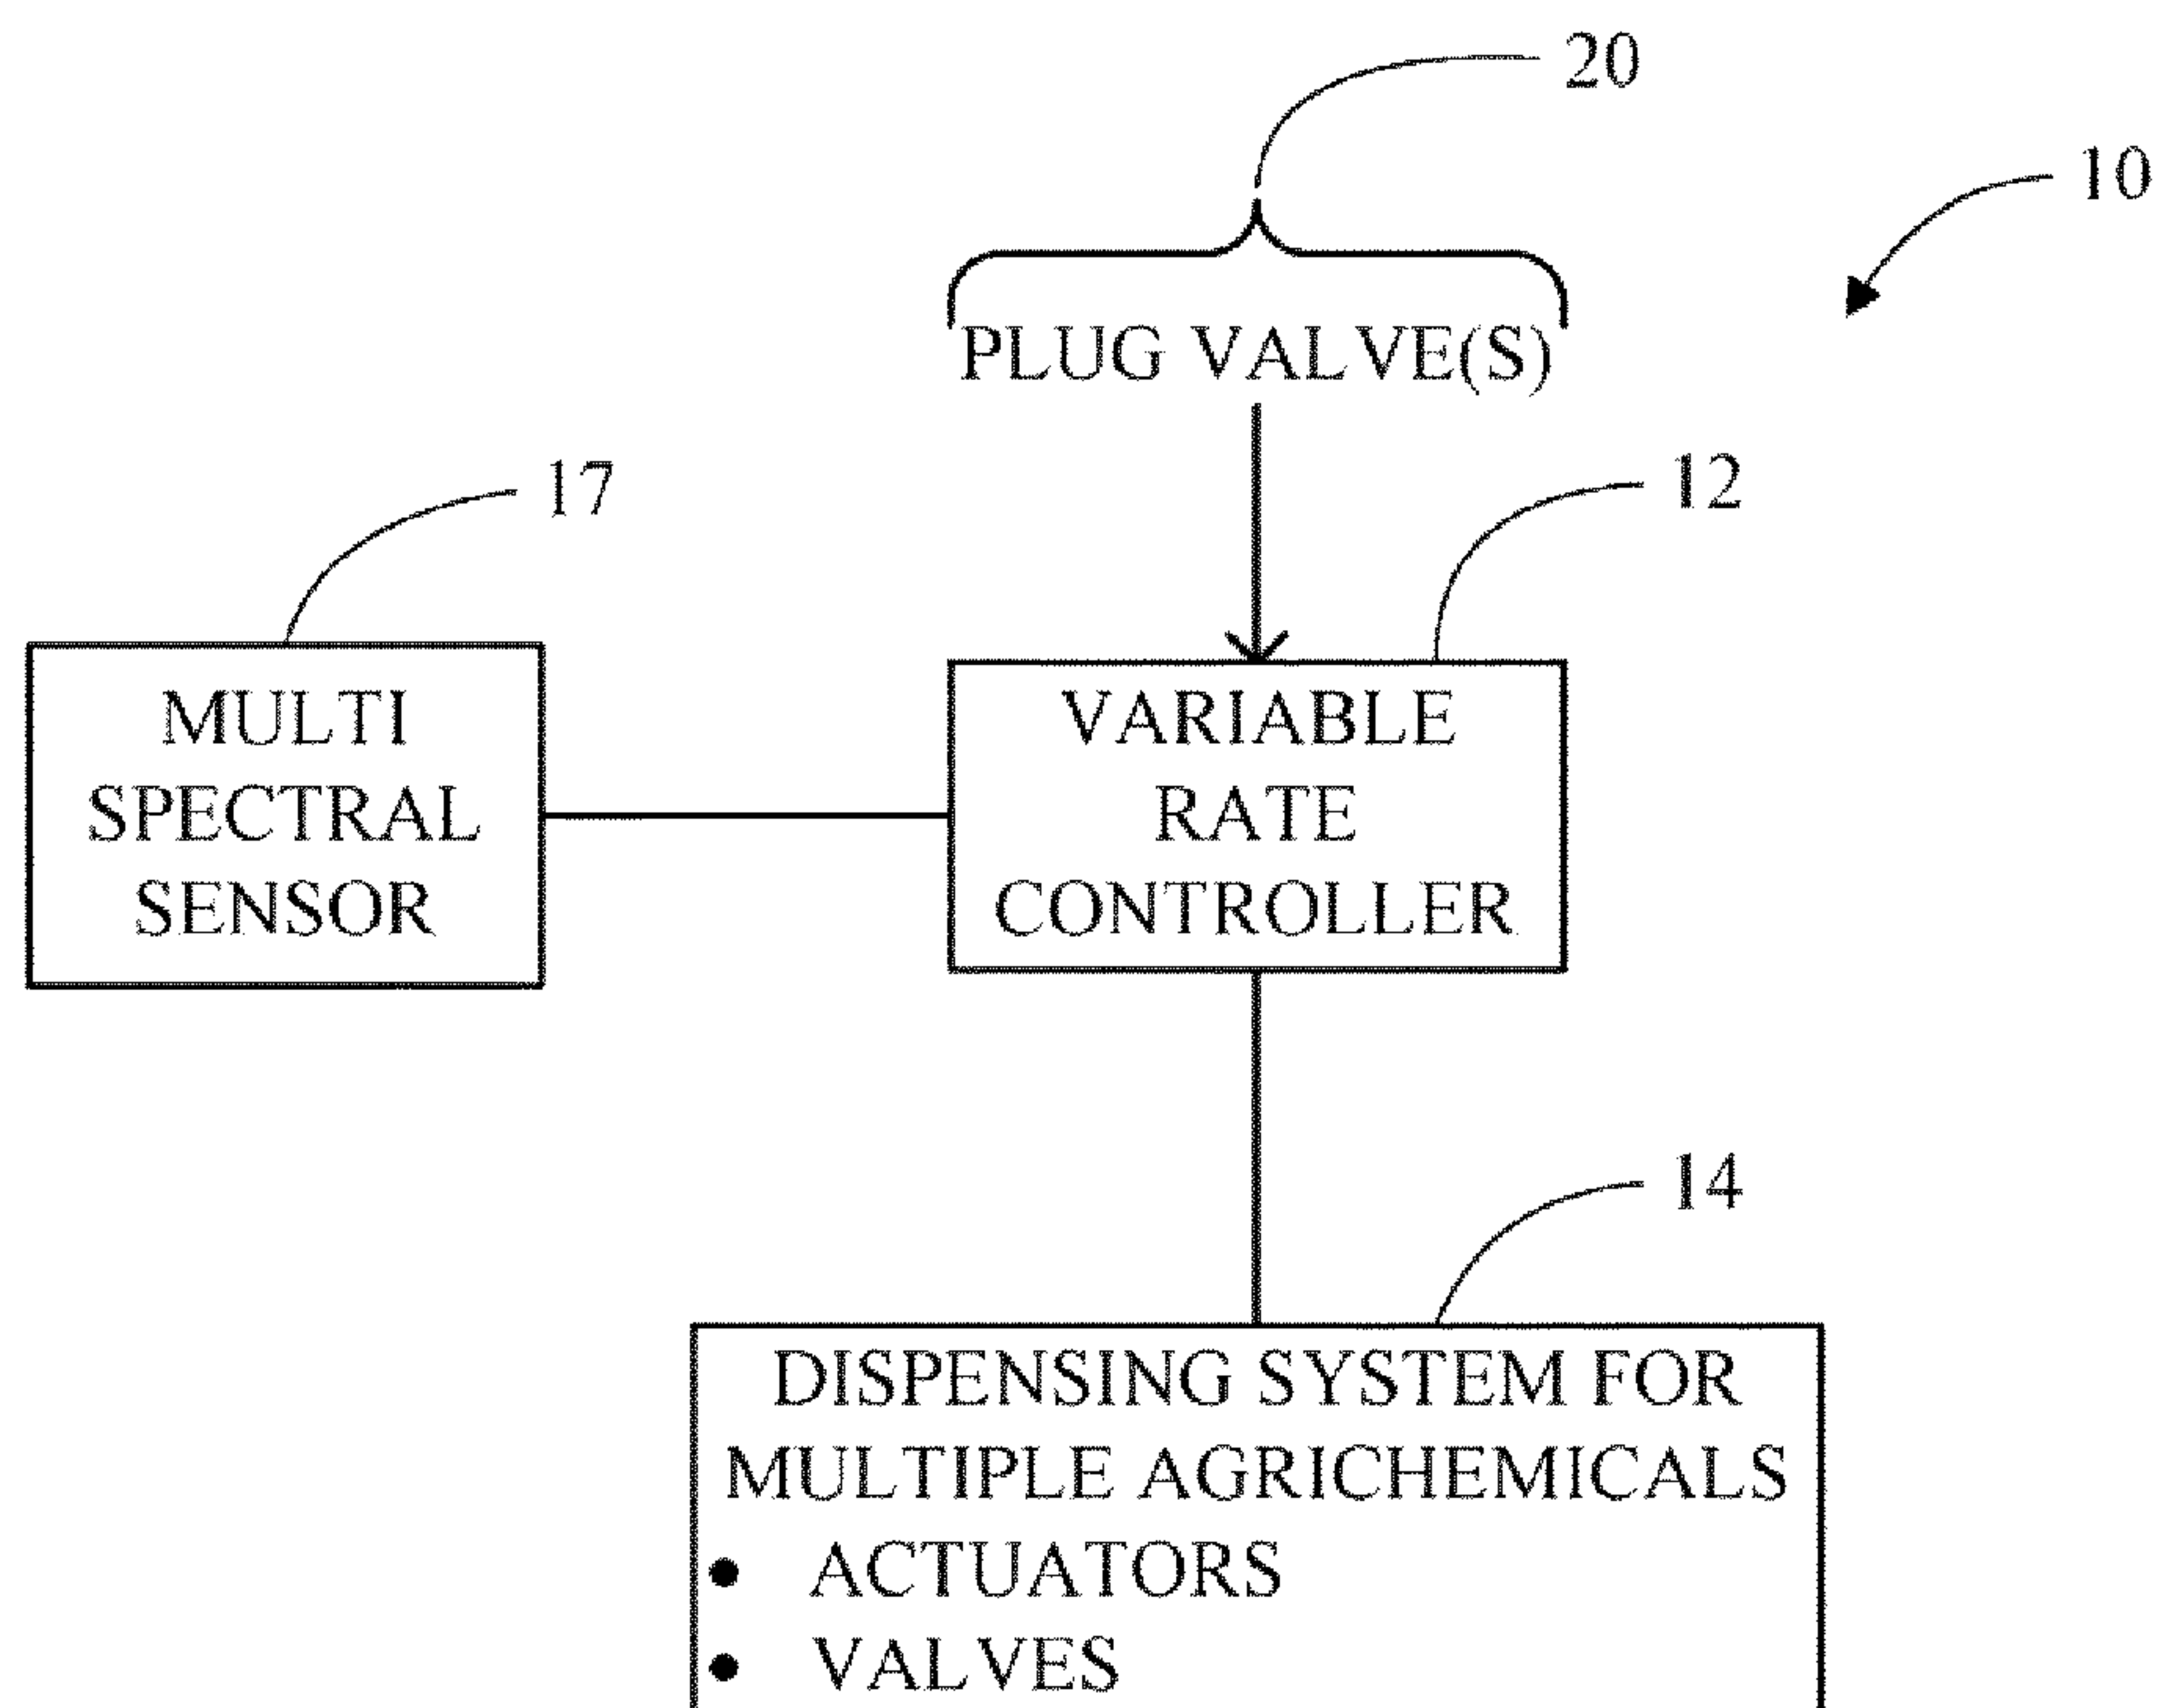 20
10
PLUG VALVE(S)
17
12
MULTI
SPECTRAL
SENSOR
VARIABLE
RATE
CONTROLLER
14
DISPENSING SYSTEM FOR
MULTIPLE AGRICHEMICALS
• ACTUATORS
• VALVES